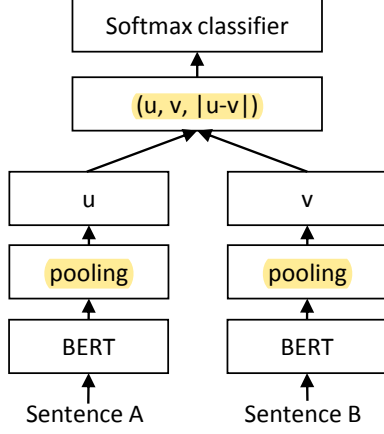 Softmax classifier
(u, v, |u-v|)
u v
pooling pooling
BERT BERT
Sentence A Sentence B